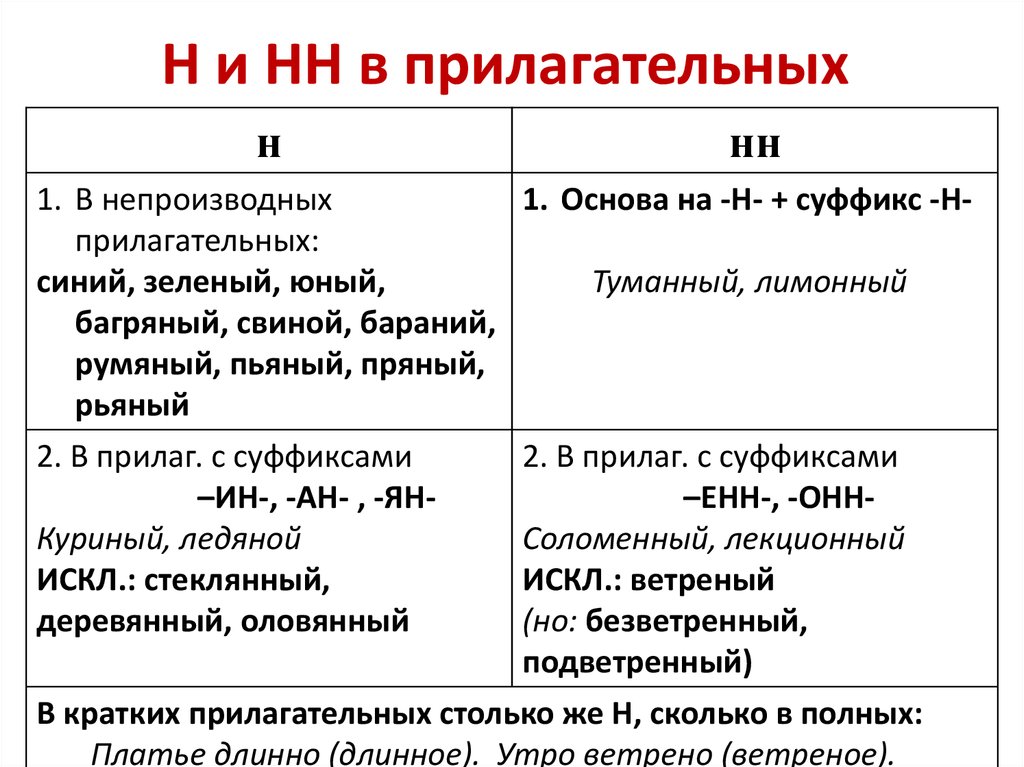 Н и НН в прилагательных
Н
НН
1. В непроизводных
прилагательных:
синий, зеленый, юный,
багряный, свиной, бараний,
румяный, пьяный, пряный,
рьяный
1. Основа на -Н- + суффикс -Н-
Туманный, лимонный
2. В прилаг. с суффиксами
–ИН-, -АН- , -ЯН-
Куриный, ледяной
ИСКЛ.: стеклянный,
деревянный, оловянный
2. В прилаг. с суффиксами
–ЕНН-, -ОНН-
Соломенный, лекционный
ИСКЛ.: ветреный
(но: безветренный,
подветренный)
В кратких прилагательных столько же Н, сколько в полных:
Платье длинно (длинное). Утро ветрено (ветреное).